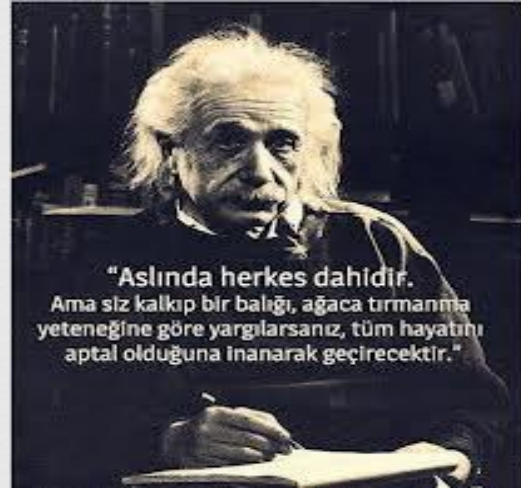 “Aslında herkes dahidir.
Ama siz kalkıp bir balığı, ağaca tırmanma
yeteneğine göre yargılarsanız, tüm hayatını
aptal olduğuna inanarak geçirecektir.”